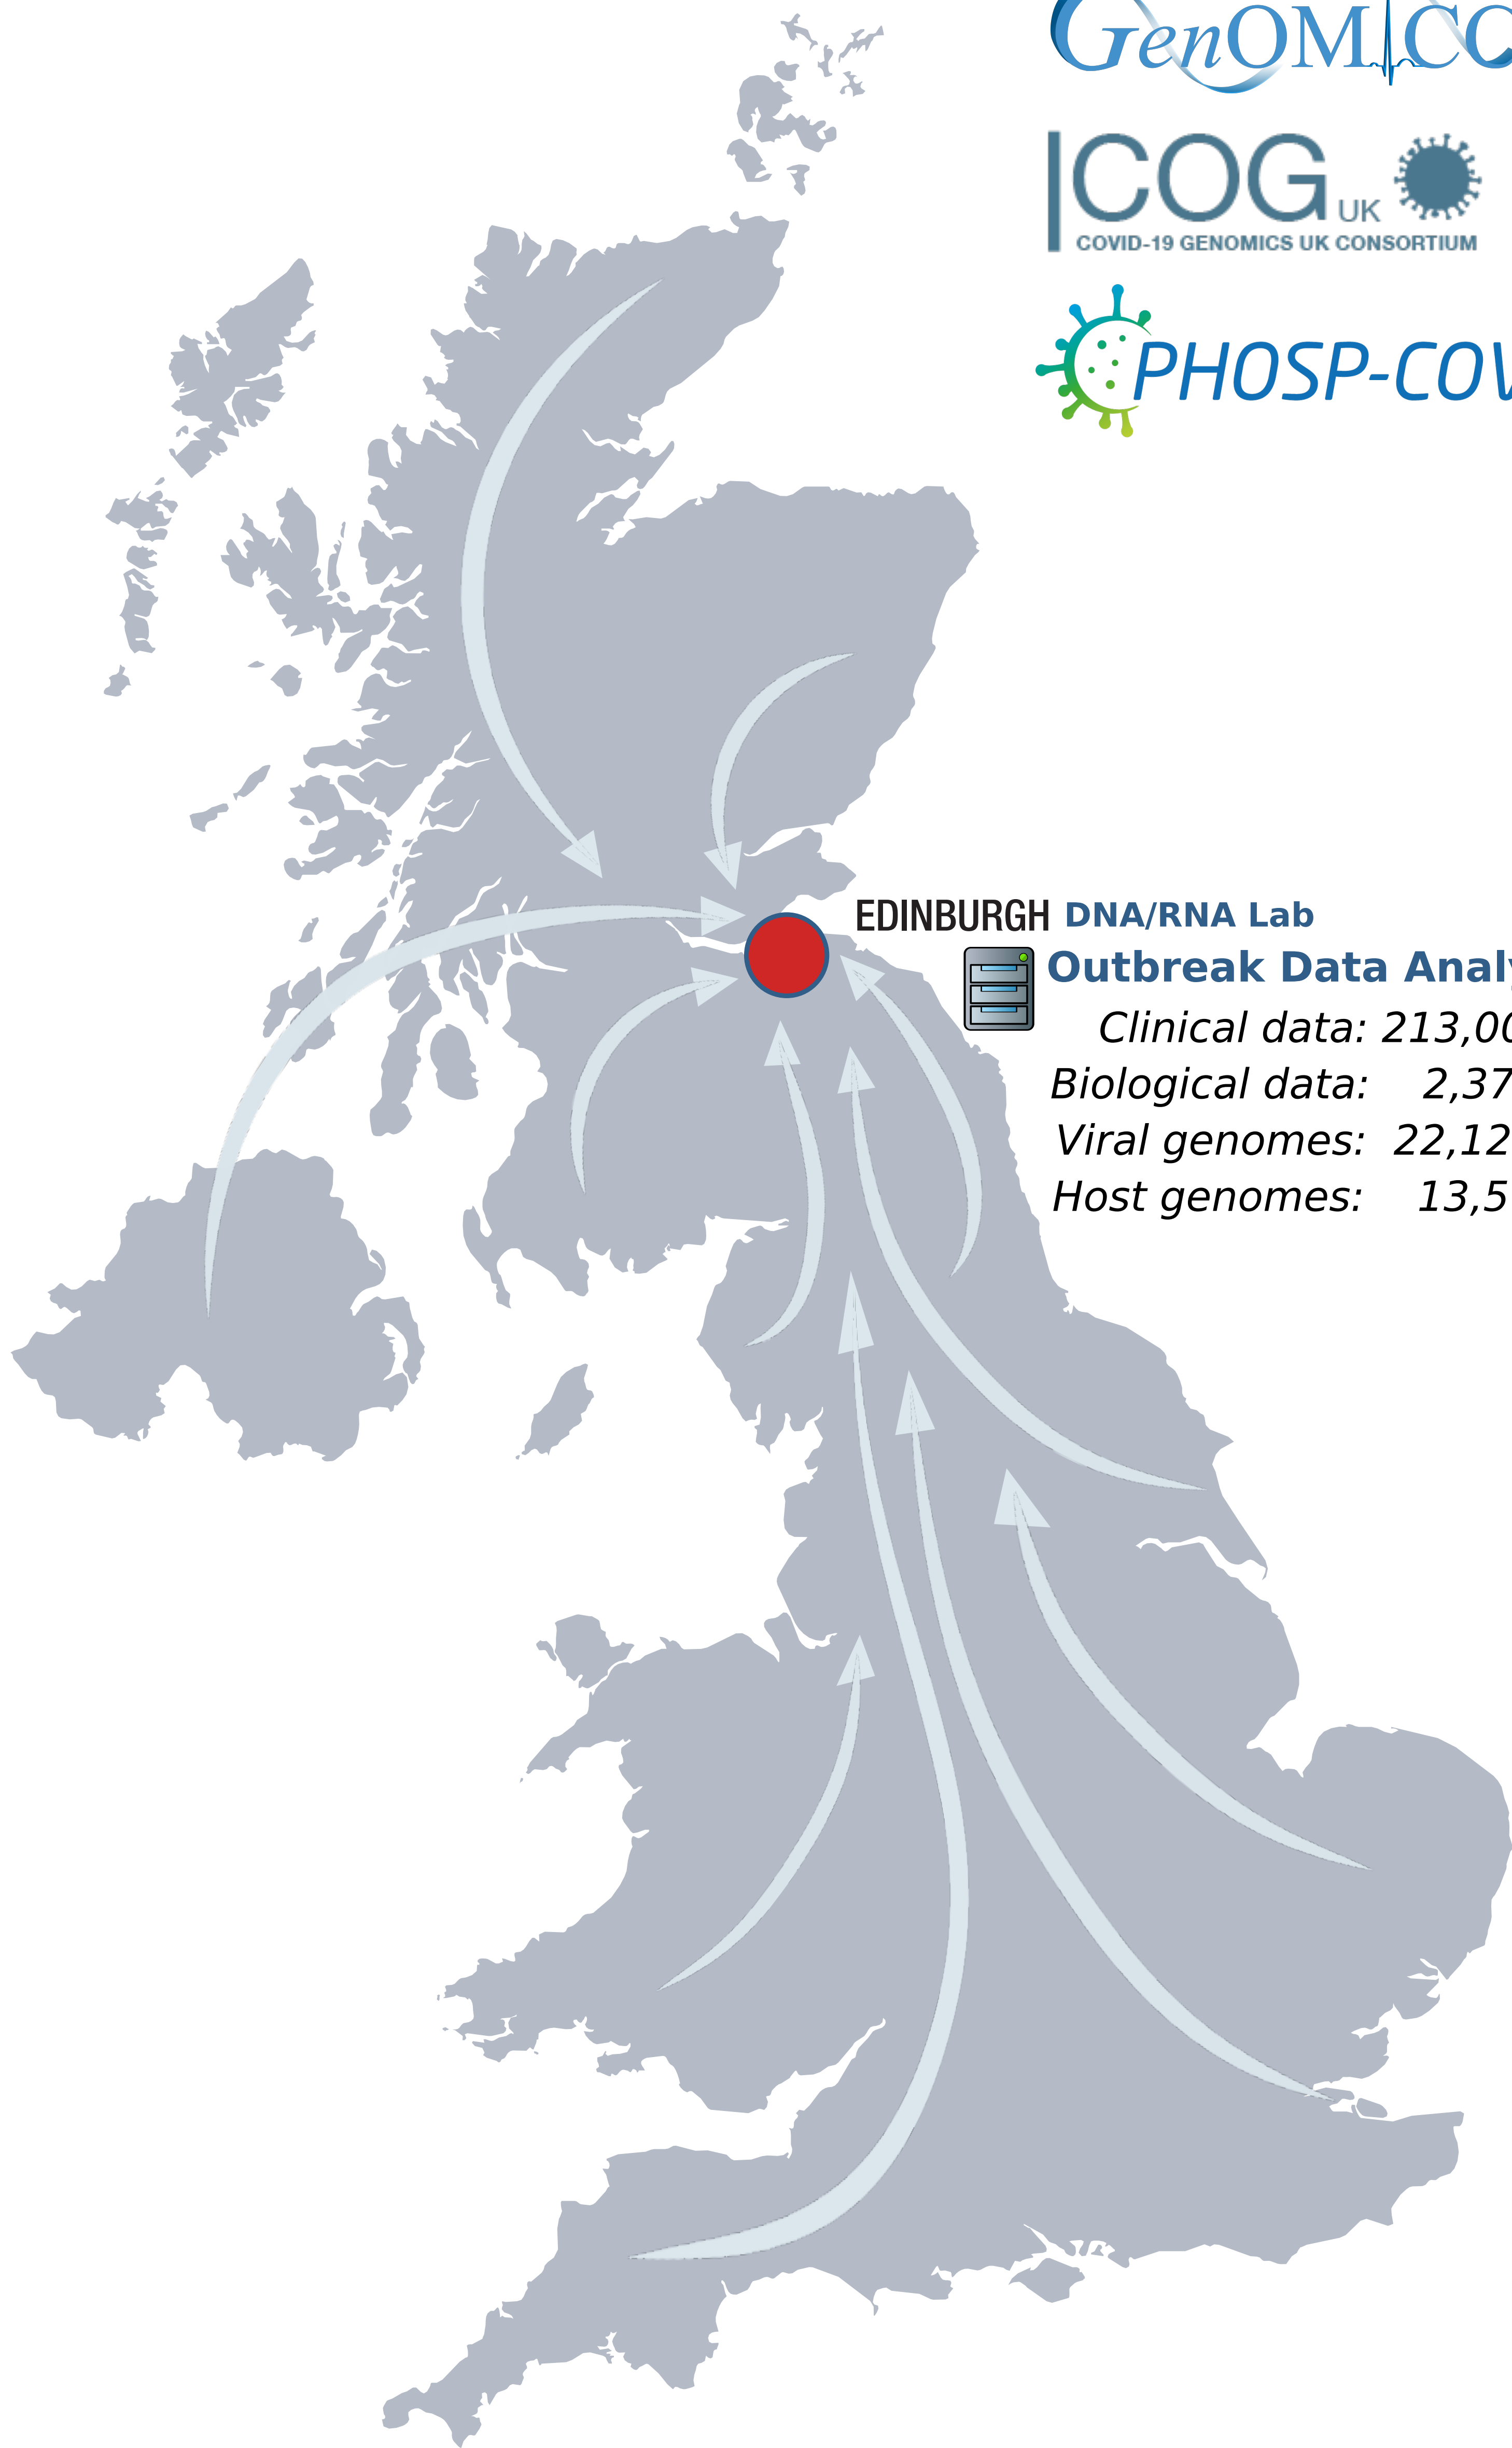 GenOMICC
COG UK
COVID-19 GENOMICS UK CONSORTIUM
PHOSP-COV
EDINBURGH DNA/RNA Lab
Outbreak Data Analy
Clinical data: 213,00
Biological data: 2,37
Viral genomes: 22,12
Host genomes: 13,5